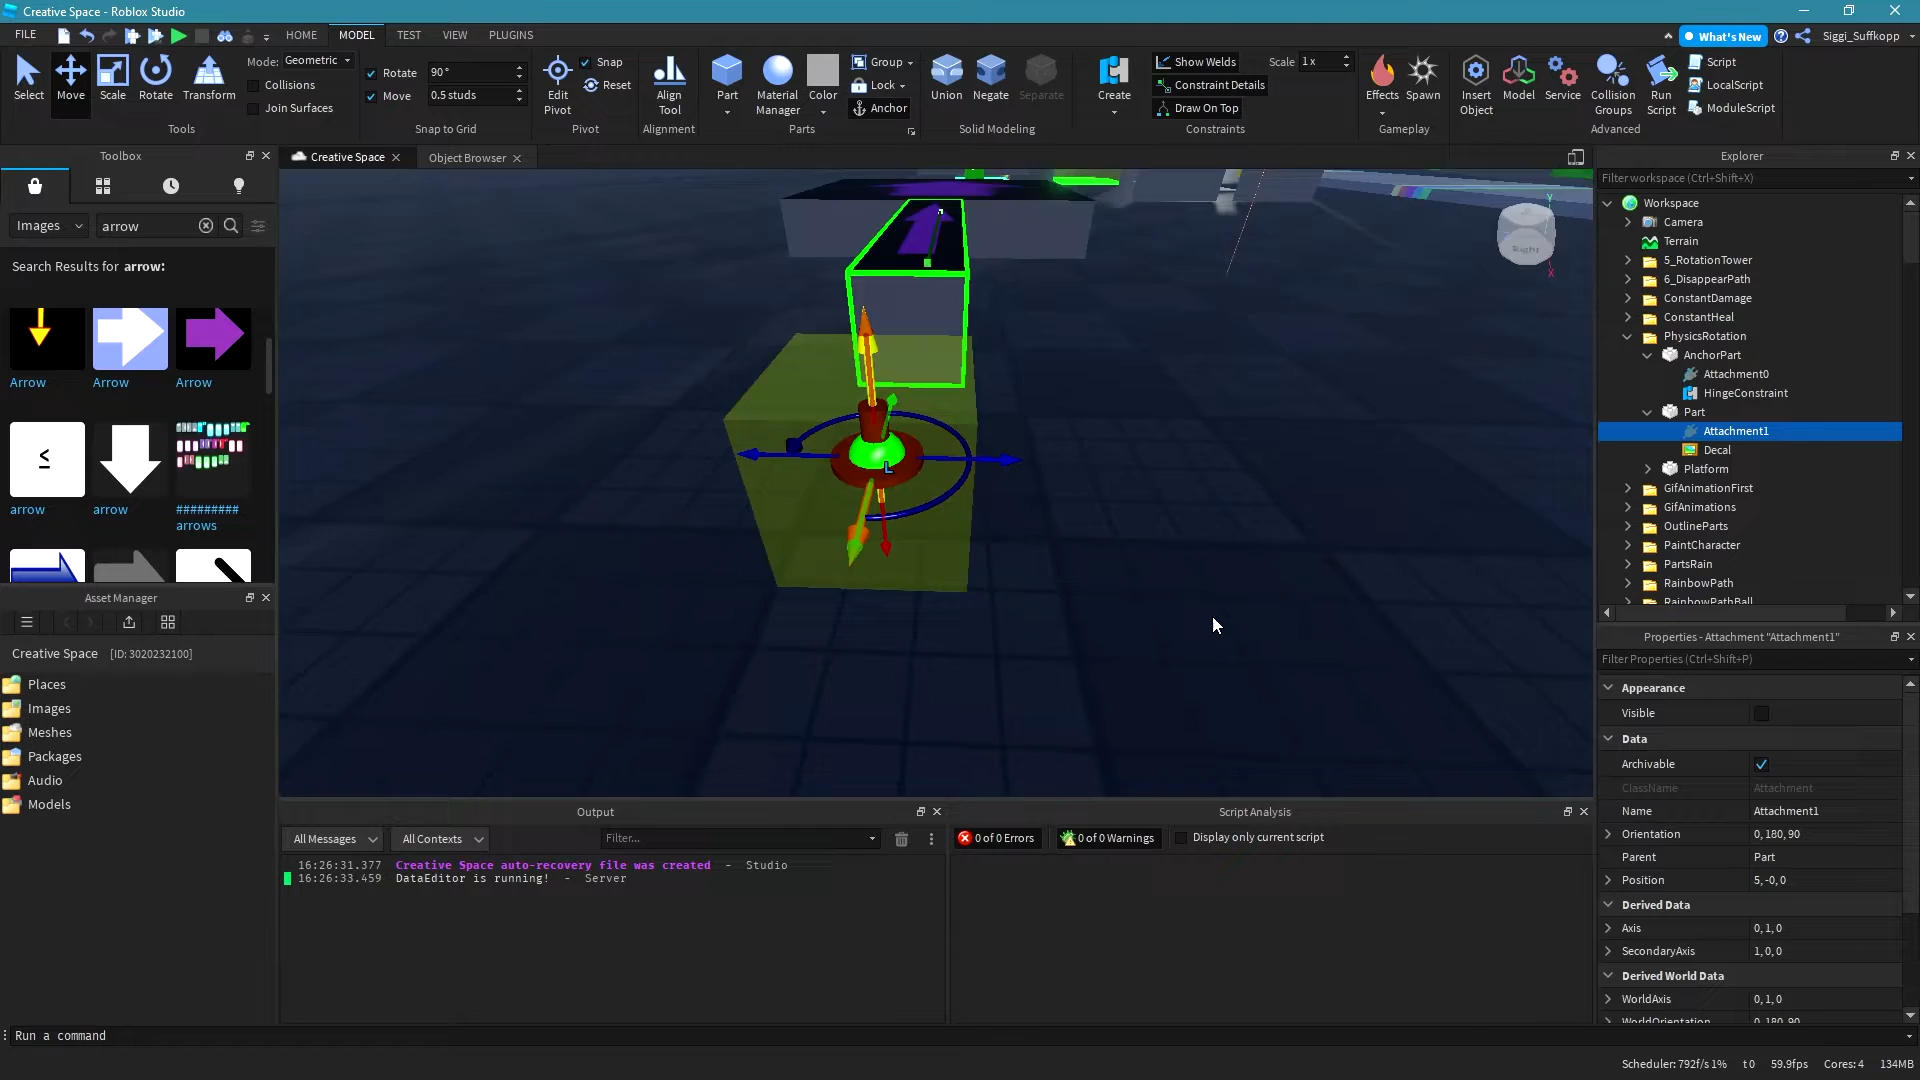 Creative Space - Roblox Studio
FILE
HOME
MODEL
TEST
VIEW
PLUGINS
What's New
Siggi_Suffkopp
Select
Move
Scale
Rotate
Transform
Mode: Geometric
Collisions
Join Surfaces
Tools
Rotate 90°
Move 0.5 studs
Snap to Grid
Edit Pivot
Snap
Reset
Pivot
Align Tool
Alignment
Part
Material Manager
Color
Group
Lock
Anchor
Parts
Union
Negate
Separate
Solid Modeling
Create
Show Welds
Constraint Details
Draw On Top
Scale 1 x
Constraints
Effects
Spawn
Gameplay
Insert Object
Model
Service
Collision Groups
Run Script
Script
LocalScript
ModuleScript
Advanced
Toolbox
Images
arrow
Search Results for arrow:
Arrow
Arrow
Arrow
≤
arrow
arrow
#########
arrows
Asset Manager
Creative Space [ID: 3020232100]
Places
Images
Meshes
Packages
Audio
Models
Creative Space
Object Browser
Right
Y
X
L
Output
All Messages
All Contexts
Filter...
16:26:31.377 Creative Space auto-recovery file was created - Studio
16:26:33.459 DataEditor is running! - Server
Script Analysis
0 of 0 Errors
0 of 0 Warnings
Display only current script
Explorer
Filter workspace (Ctrl+Shift+X)
Workspace
Camera
Terrain
5_RotationTower
6_DisappearPath
ConstantDamage
ConstantHeal
PhysicsRotation
AnchorPart
Attachment0
HingeConstraint
Part
Attachment1
Decal
Platform
GifAnimationFirst
GifAnimations
OutlineParts
PaintCharacter
PartsRain
RainbowPath
RainbowPathBall
Properties - Attachment "Attachment1"
Filter Properties (Ctrl+Shift+P)
Appearance
Visible
Data
Archivable
ClassName Attachment
Name Attachment1
Orientation 0, 180, 90
Parent Part
Position 5, -0, 0
Derived Data
Axis 0, 1, 0
SecondaryAxis 1, 0, 0
Derived World Data
WorldAxis 0, 1, 0
WorldOrientation 0, 180, 90
Run a command
Scheduler: 792f/s 1% t 0 59.9fps Cores: 4 134MB